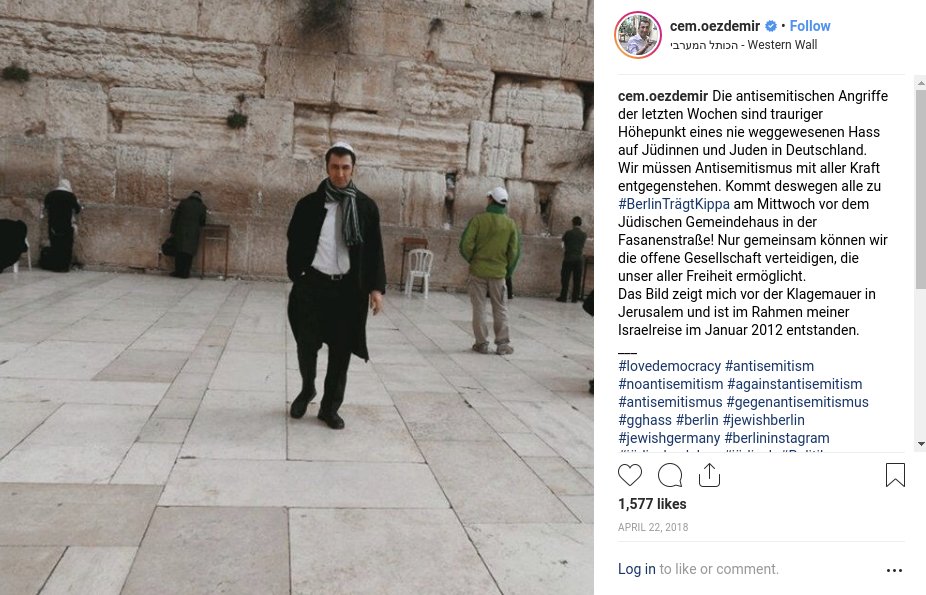 cem.oezdemir • Follow
הכותל המערבי - Western Wall
cem.oezdemir Die antisemitischen Angriffe
der letzten Wochen sind trauriger
Höhepunkt eines nie weggewesenen Hass
auf Jüdinnen und Juden in Deutschland.
Wir müssen Antisemitismus mit aller Kraft
entgegenstehen. Kommt deswegen alle zu
#BerlinTrägtKippa am Mittwoch vor dem
Jüdischen Gemeindehaus in der
Fasanenstraße! Nur gemeinsam können wir
die offene Gesellschaft verteidigen, die
unser aller Freiheit ermöglicht.
Das Bild zeigt mich vor der Klagemauer in
Jerusalem und ist im Rahmen meiner
Israelreise im Januar 2012 entstanden.
___
#lovedemocracy #antisemitism
#noantisemitism #againstantisemitism
#antisemitismus #gegenantisemitismus
#gghass #berlin #jewishberlin
#jewishgermany #berlininstagram
1,577 likes
APRIL 22, 2018
Log in to like or comment.